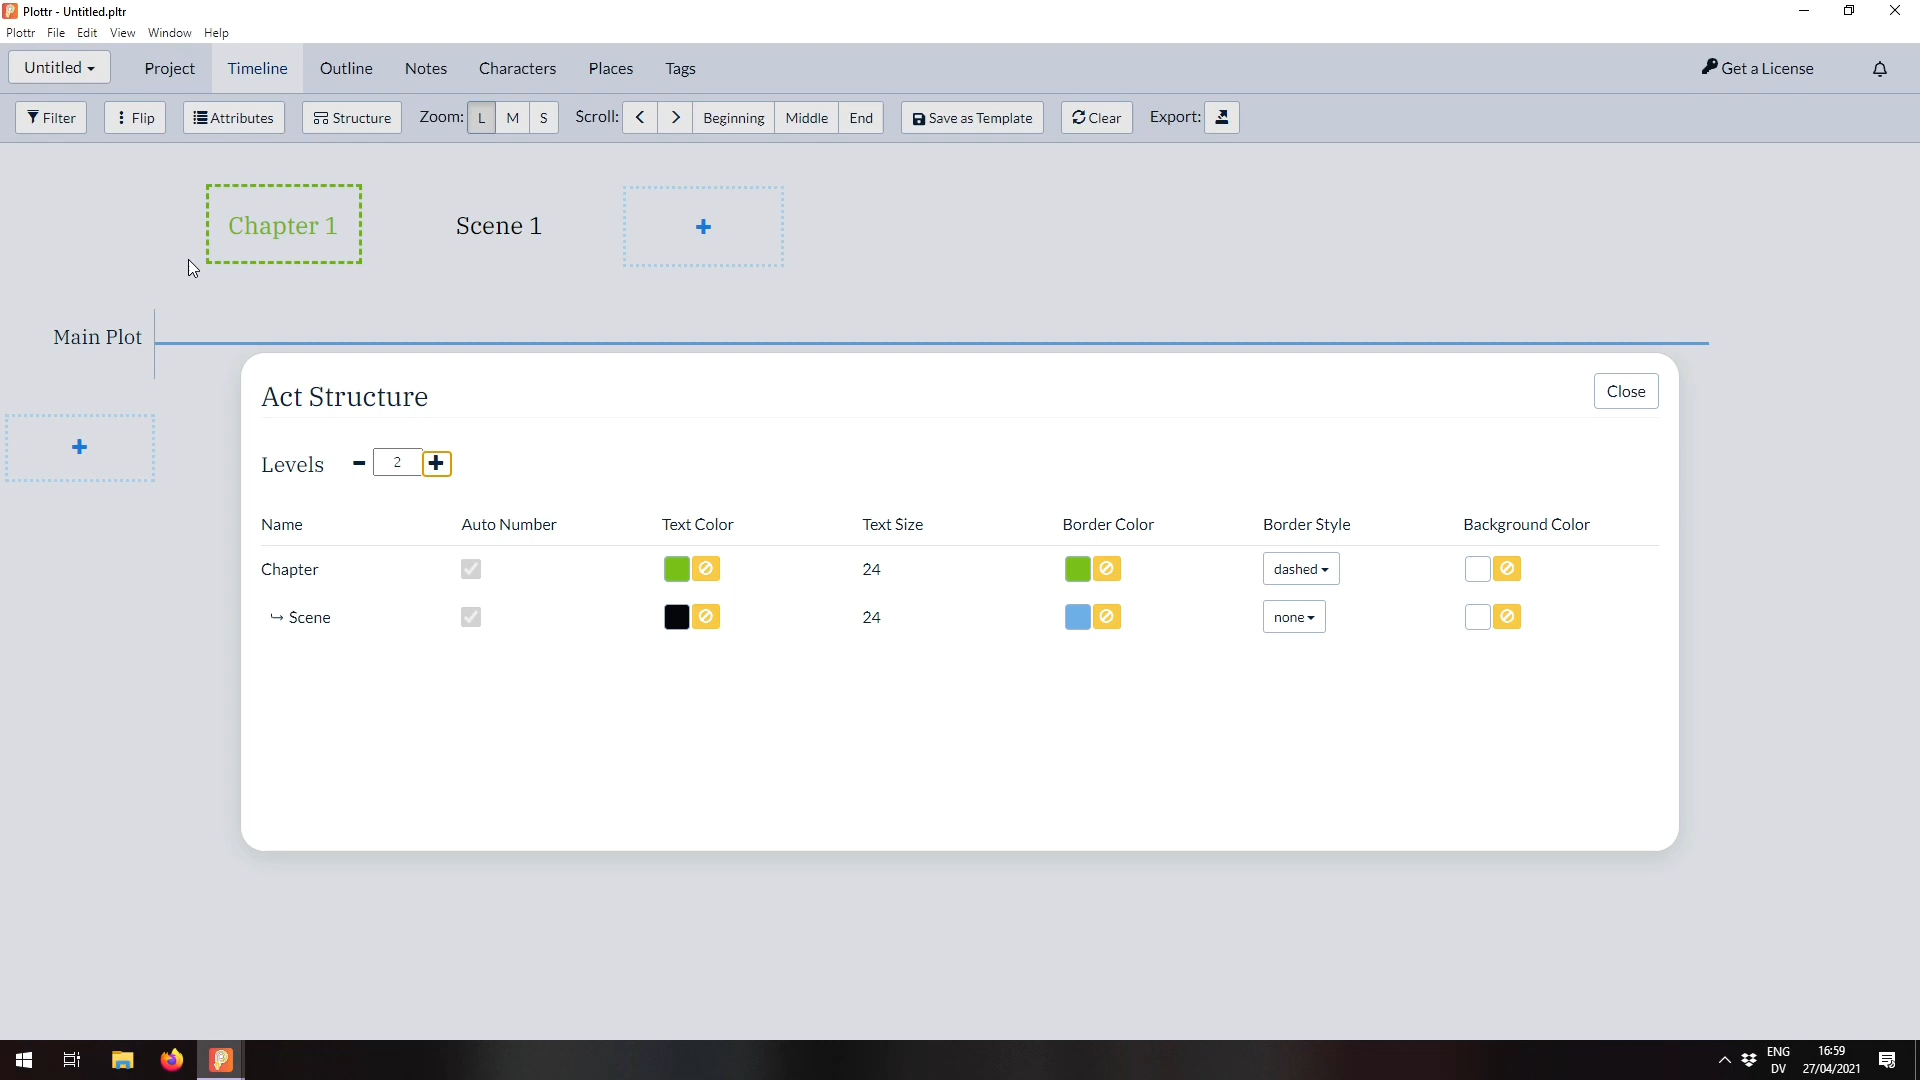 Plottr - Untitled.pltr
Plottr File Edit View Window Help
Untitled Project Timeline Outline Notes Characters Places Tags Get a License
Filter Flip Attributes Structure Zoom: L M S Scroll: Beginning Middle End Save as Template Clear Export:
Chapter 1 Scene 1 +
Main Plot
+
Act Structure Close
Levels - 2 +
Name Auto Number Text Color Text Size Border Color Border Style Background Color
Chapter 24 dashed
Scene 24 none
ENG 16:59
DV 27/04/2021